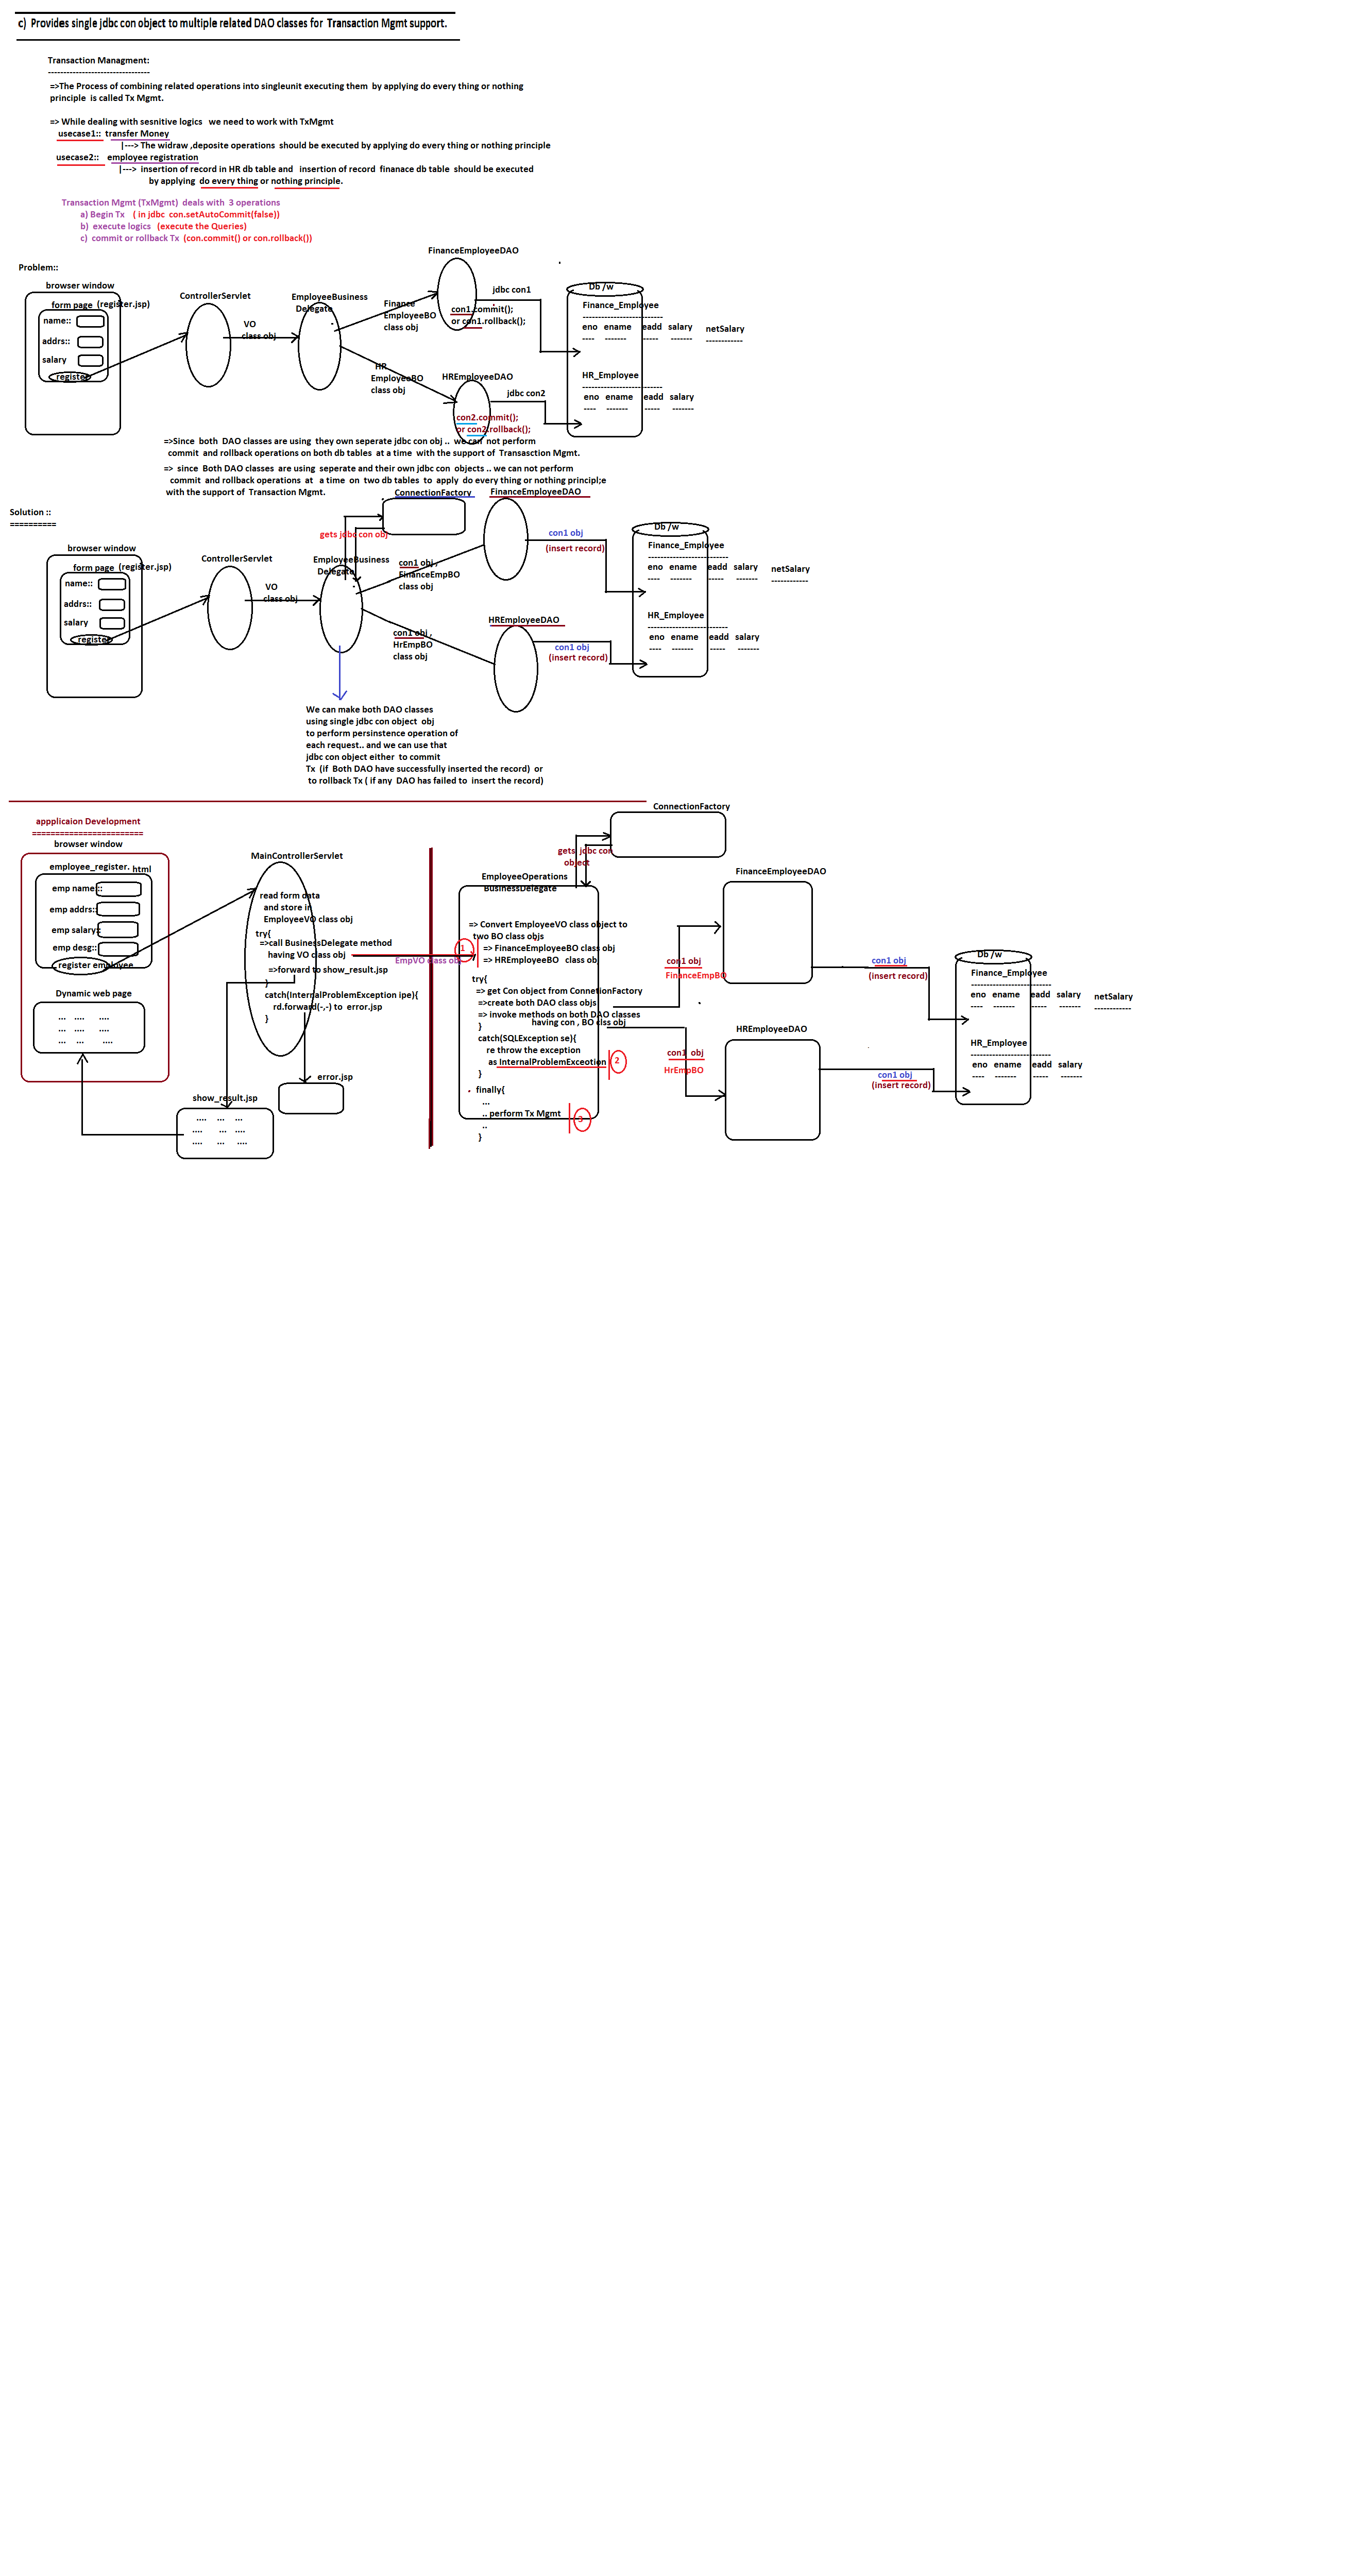 c) Provides single jdbc con object to multiple related DAO classes for Transaction Mgmt support.
Transaction Managment:
---------------------------------
=>The Process of combining related operations into singleunit executing them by applying do every thing or nothing
principle is called Tx Mgmt.
=> While dealing with sesnitive logics we need to work with TxMgmt
usecase1:: transfer Money
|---> The widraw ,deposite operations should be executed by applying do every thing or nothing principle
usecase2:: employee registration
|---> insertion of record in HR db table and insertion of record finanace db table should be executed
by applying do every thing or nothing principle.
Transaction Mgmt (TxMgmt) deals with 3 operations
a) Begin Tx ( in jdbc con.setAutoCommit(false))
b) execute logics (execute the Queries)
c) commit or rollback Tx (con.commit() or con.rollback())
Problem::
browser window
form page (register.jsp)
name::
addrs::
salary
register
ControllerServlet
VO
class obj
EmployeeBusiness
Delegate
Finance
EmployeeBO
class obj
HR
EmployeeBO
class obj
FinanceEmployeeDAO
con1.commit();
or con1.rollback();
jdbc con1
HREmployeeDAO
con2.commit();
or con2.rollback();
jdbc con2
Db /w
Finance_Employee
--------------------------
eno ename eadd salary netSalary
---- ------- ----- ------- ------------
HR_Employee
--------------------------
eno ename eadd salary
---- ------- ----- -------
=>Since both DAO classes are using they own seperate jdbc con obj .. we can not perform
commit and rollback operations on both db tables at a time with the support of Transasction Mgmt.
=> since Both DAO classes are using seperate and their own jdbc con objects .. we can not perform
commit and rollback operations at a time on two db tables to apply do every thing or nothing principl;e
with the support of Transaction Mgmt.
Solution ::
==========
browser window
form page (register.jsp)
name::
addrs::
salary
register
ControllerServlet
VO
class obj
EmployeeBusiness
Delegate
gets jdbc con obj
ConnectionFactory
con1 obj ,
FinanceEmpBO
class obj
con1 obj ,
HrEmpBO
class obj
FinanceEmployeeDAO
con1 obj
(insert record)
HREmployeeDAO
con1 obj
(insert record)
Db /w
Finance_Employee
--------------------------
eno ename eadd salary netSalary
---- ------- ----- ------- ------------
HR_Employee
--------------------------
eno ename eadd salary
---- ------- ----- -------
We can make both DAO classes
using single jdbc con object obj
to perform persinstence operation of
each request.. and we can use that
jdbc con object either to commit
Tx (if Both DAO have successfully inserted the record) or
to rollback Tx ( if any DAO has failed to insert the record)
appplicaion Development
========================
browser window
employee_register. html
emp name::
emp addrs::
emp salary::
emp desg::
register employee
Dynamic web page
... .... ....
... .... ....
... ... ...
MainControllerServlet
read form data
and store in
EmployeeVO class obj
try{
=>call BusinessDelegate method
having VO class obj
=>forward to show_result.jsp
}
catch(InternalProblemException ipe){
rd.forward(-,-) to error.jsp
}
error.jsp
show_result.jsp
.... ... ...
.... ... ....
.... ... ....
EmpVO class obj
EmployeeOperations
BusinessDelegate
=> Convert EmployeeVO class object to
two BO class objs
=> FinanceEmployeeBO class obj
=> HREmployeeBO class obj
1
try{
=> get Con object from ConnetionFactory
=>create both DAO class objs
=> invoke methods on both DAO classes
having con , BO clss obj
}
catch(SQLException se){
re throw the exception
as InternalProblemExceotion
2
}
finally{
...
.. perform Tx Mgmt
3
..
}
ConnectionFactory
gets jdbc con
object
FinanceEmployeeDAO
con1 obj
FinanceEmpBO
HREmployeeDAO
con1 obj
HrEmpBO
con1 obj
(insert record)
con1 obj
(insert record)
Db /w
Finance_Employee
--------------------------
eno ename eadd salary netSalary
---- ------- ----- ------- ------------
HR_Employee
--------------------------
eno ename eadd salary
---- ------- ----- -------